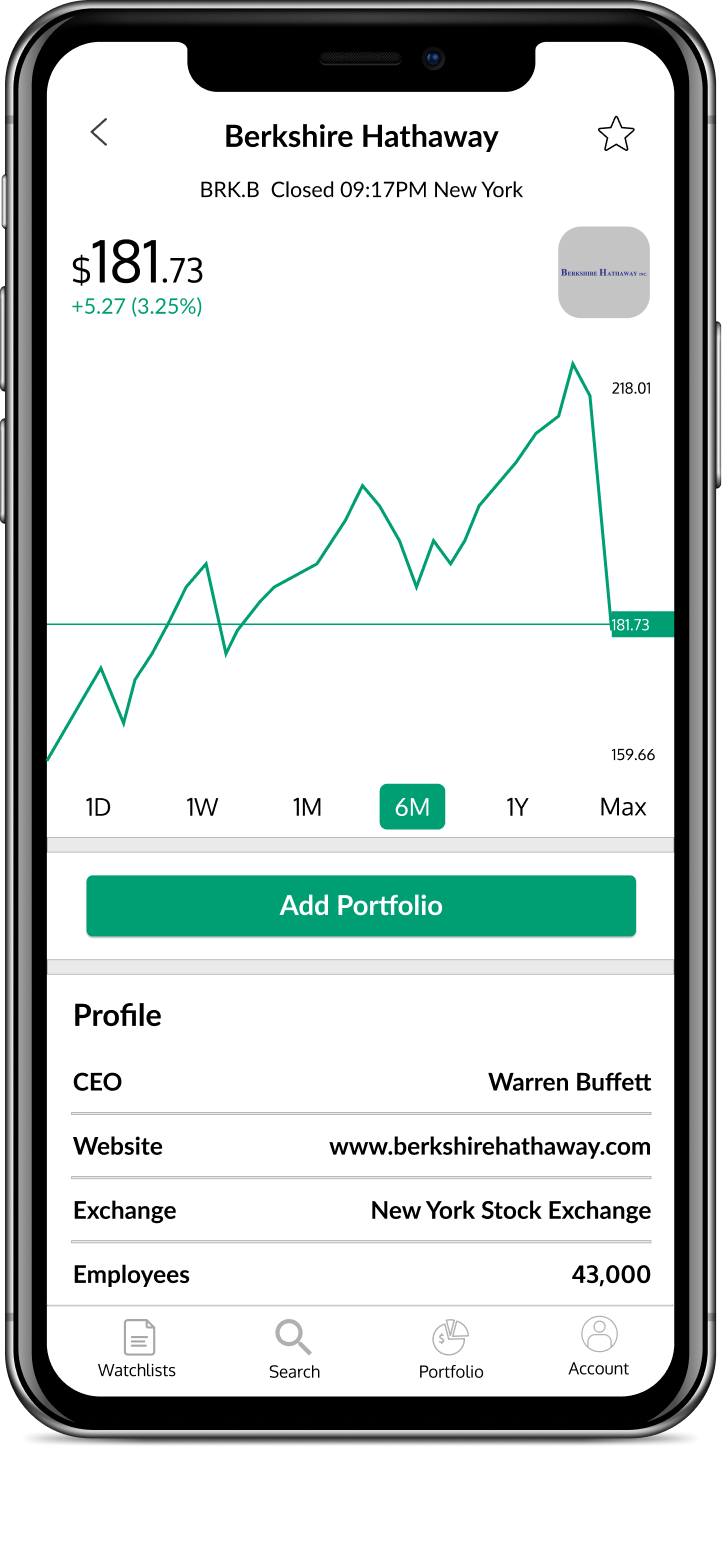 Berkshire Hathaway
BRK.B Closed 09:17PM New York
$181.73
+5.27 (3.25%)
BERKSHIRE HATHAWAY INC.
218.01
181.73
159.66
1D 1W 1M 6M 1Y Max
Add Portfolio
Profile
CEO Warren Buffett
Website www.berkshirehathaway.com
Exchange New York Stock Exchange
Employees 43,000
$
Watchlists Search Portfolio Account